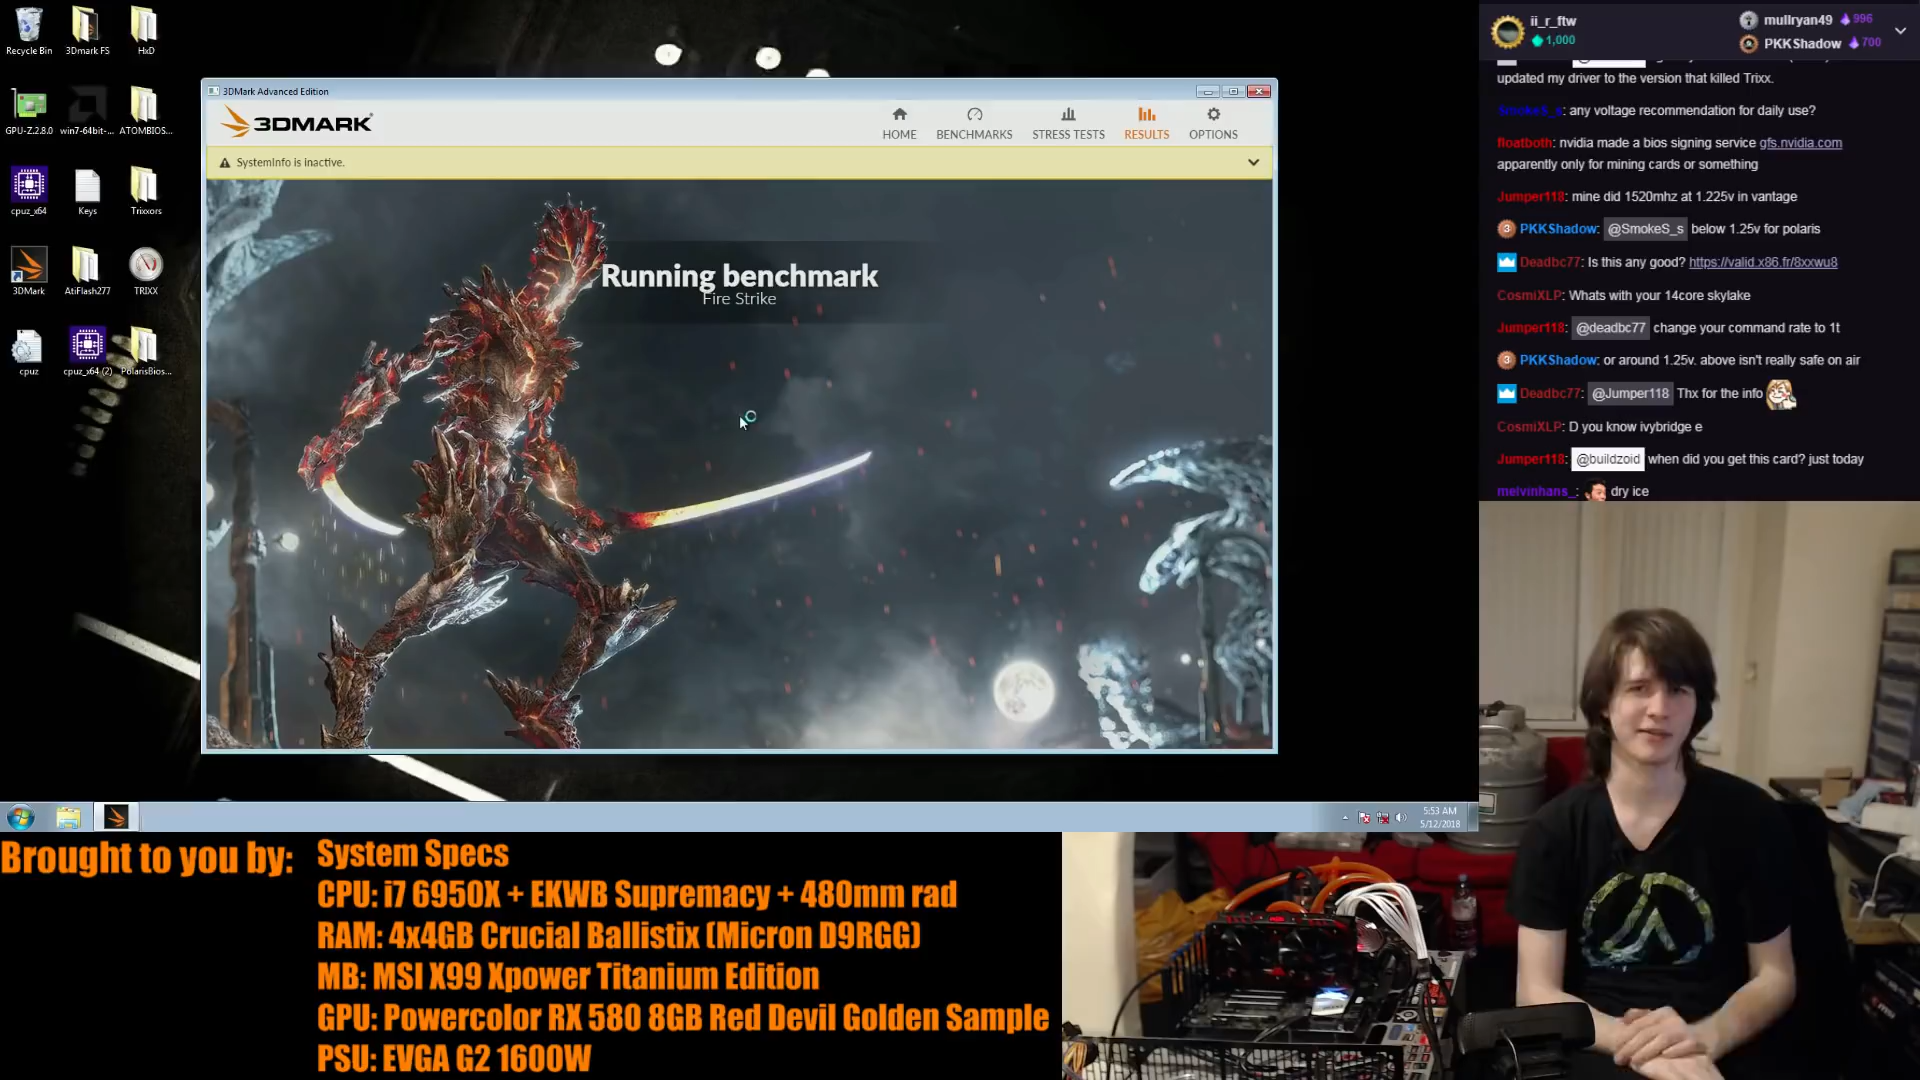 Recycle Bin
3Dmark FS
HxD
GPU-Z.2.8.0
win7-64bit-...
ATOMBIOS...
cpuz_x64
Keys
Trixxors
3DMark
AtiFlash277
TRIXX
cpuz
cpuz_x64 (2)
PolarisBios...
3DMark Advanced Edition
3DMARK
HOME
BENCHMARKS
STRESS TESTS
RESULTS
OPTIONS
SystemInfo is inactive.
Running benchmark
Fire Strike
5:53 AM
5/12/2018
ii_r_ftw
1,000
mullryan49 996
PKKShadow 700
updated my driver to the version that killed Trixx.
SmokeS_s: any voltage recommendation for daily use?
floatboth: nvidia made a bios signing service gfs.nvidia.com
apparently only for mining cards or something
Jumper118: mine did 1520mhz at 1.225v in vantage
3 PKKShadow: @SmokeS_s below 1.25v for polaris
Deadbc77: Is this any good? https://valid.x86.fr/8xxwu8
CosmiXLP: Whats with your 14core skylake
Jumper118: @deadbc77 change your command rate to 1t
3 PKKShadow: or around 1.25v. above isn't really safe on air
Deadbc77: @Jumper118 Thx for the info
CosmiXLP: D you know ivybridge e
Jumper118: @buildzoid when did you get this card? just today
melvinhans_: dry ice
Brought to you by:
System Specs
CPU: i7 6950X + EKWB Supremacy + 480mm rad
RAM: 4x4GB Crucial Ballistix (Micron D9RGG)
MB: MSI X99 Xpower Titanium Edition
GPU: Powercolor RX 580 8GB Red Devil Golden Sample
PSU: EVGA G2 1600W